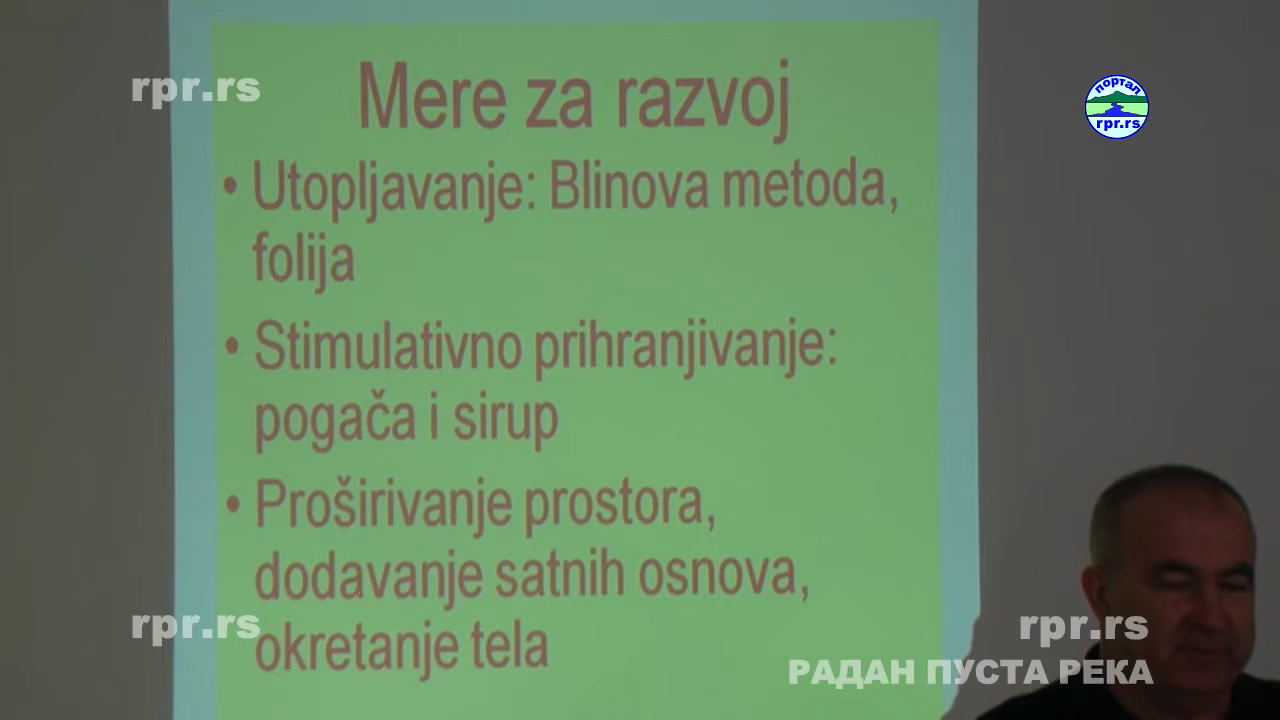 rpr.rs
портал
rpr.rs
Mere za razvoj
• Utopljavanje: Blinova metoda,
folija
• Stimulativno prihranjivanje:
pogača i sirup
• Proširivanje prostora,
dodavanje satnih osnova,
okretanje tela
rpr.rs
rpr.rs
РАДАН ПУСТА РЕКА